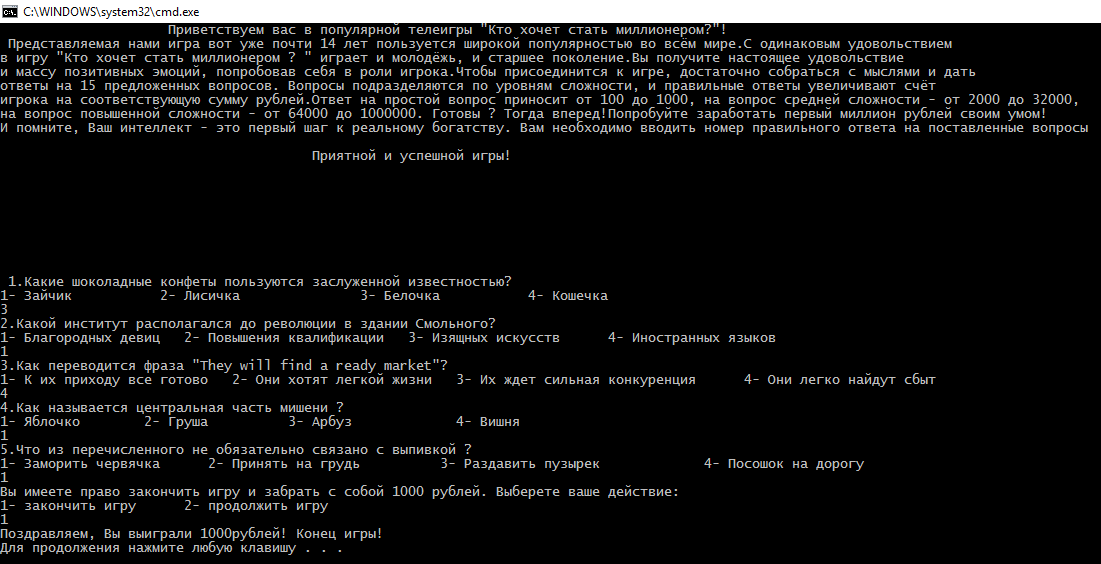 C:\WINDOWS\system32\cmd.exe
Приветствуем вас в популярной телеигры "Кто хочет стать миллионером?"!
Представляемая нами игра вот уже почти 14 лет пользуется широкой популярностью во всём мире.С одинаковым удовольствием
в игру "Кто хочет стать миллионером ? " играет и молодёжь, и старшее поколение.Вы получите настоящее удовольствие
и массу позитивных эмоций, попробовав себя в роли игрока.Чтобы присоединится к игре, достаточно собраться с мыслями и дать
ответы на 15 предложенных вопросов. Вопросы подразделяются по уровням сложности, и правильные ответы увеличивают счёт
игрока на соответствующую сумму рублей.Ответ на простой вопрос приносит от 100 до 1000, на вопрос средней сложности - от 2000 до 32000,
на вопрос повышенной сложности - от 64000 до 1000000. Готовы ? Тогда вперед!Попробуйте заработать первый миллион рублей своим умом!
И помните, Ваш интеллект - это первый шаг к реальному богатству. Вам необходимо вводить номер правильного ответа на поставленные вопросы
Приятной и успешной игры!
1.Какие шоколадные конфеты пользуются заслуженной известностью?
1- Зайчик 2- Лисичка 3- Белочка 4- Кошечка
3
2.Какой институт располагался до революции в здании Смольного?
1- Благородных девиц 2- Повышения квалификации 3- Изящных искусств 4- Иностранных языков
1
3.Как переводится фраза "They will find a ready market"?
1- К их приходу все готово 2- Они хотят легкой жизни 3- Их ждет сильная конкуренция 4- Они легко найдут сбыт
4
4.Как называется центральная часть мишени ?
1- Яблочко 2- Груша 3- Арбуз 4- Вишня
1
5.Что из перечисленного не обязательно связано с выпивкой ?
1- Заморить червячка 2- Принять на грудь 3- Раздавить пузырек 4- Посошок на дорогу
1
Вы имеете право закончить игру и забрать с собой 1000 рублей. Выберете ваше действие:
1- закончить игру 2- продолжить игру
1
Поздравляем, Вы выиграли 1000рублей! Конец игры!
Для продолжения нажмите любую клавишу . . .